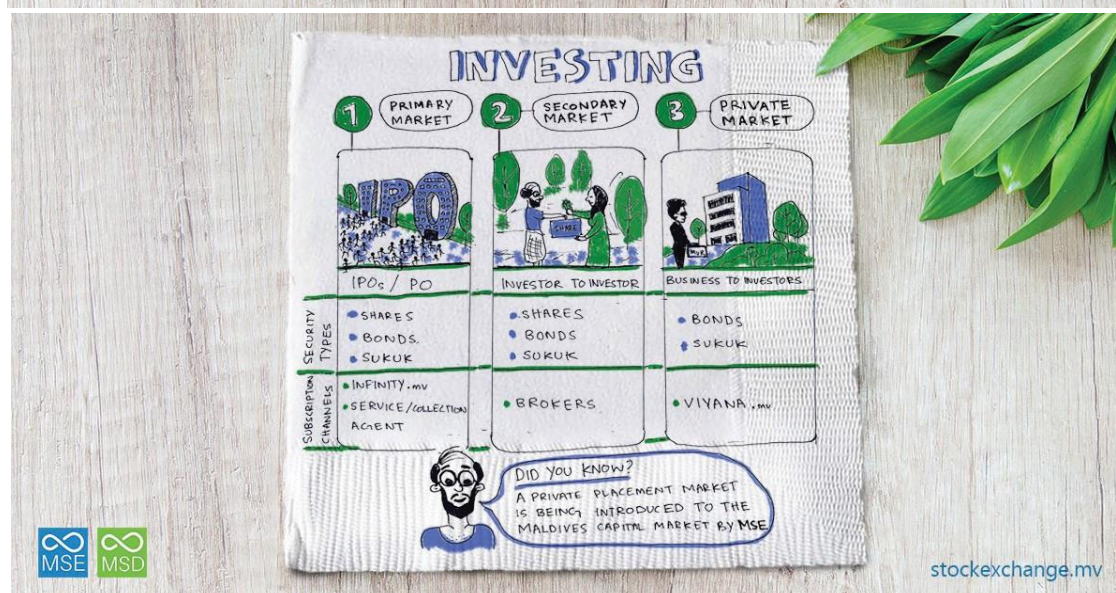 INVESTING
1 PRIMARY
MARKET
2 SECONDARY
MARKET
3 PRIVATE
MARKET
IPO
SHARE
IPOs / PO
INVESTOR TO INVESTOR
BUSINESS TO INVESTORS
SECURITY
TYPES
SHARES
BONDS.
SUKUK
SHARES
BONDS
SUKUK
BONDS
SUKUK
SUBSCRIPTION
CHANNELS
INFINITY.mv
SERVICE/COLLECTION
AGENT
BROKERS
VIYANA.mv
DID YOU KNOW?
A PRIVATE PLACEMENT MARKET
IS BEING INTRODUCED TO THE
MALDIVES CAPITAL MARKET BY MSE
MSE
MSD
stockexchange.mv